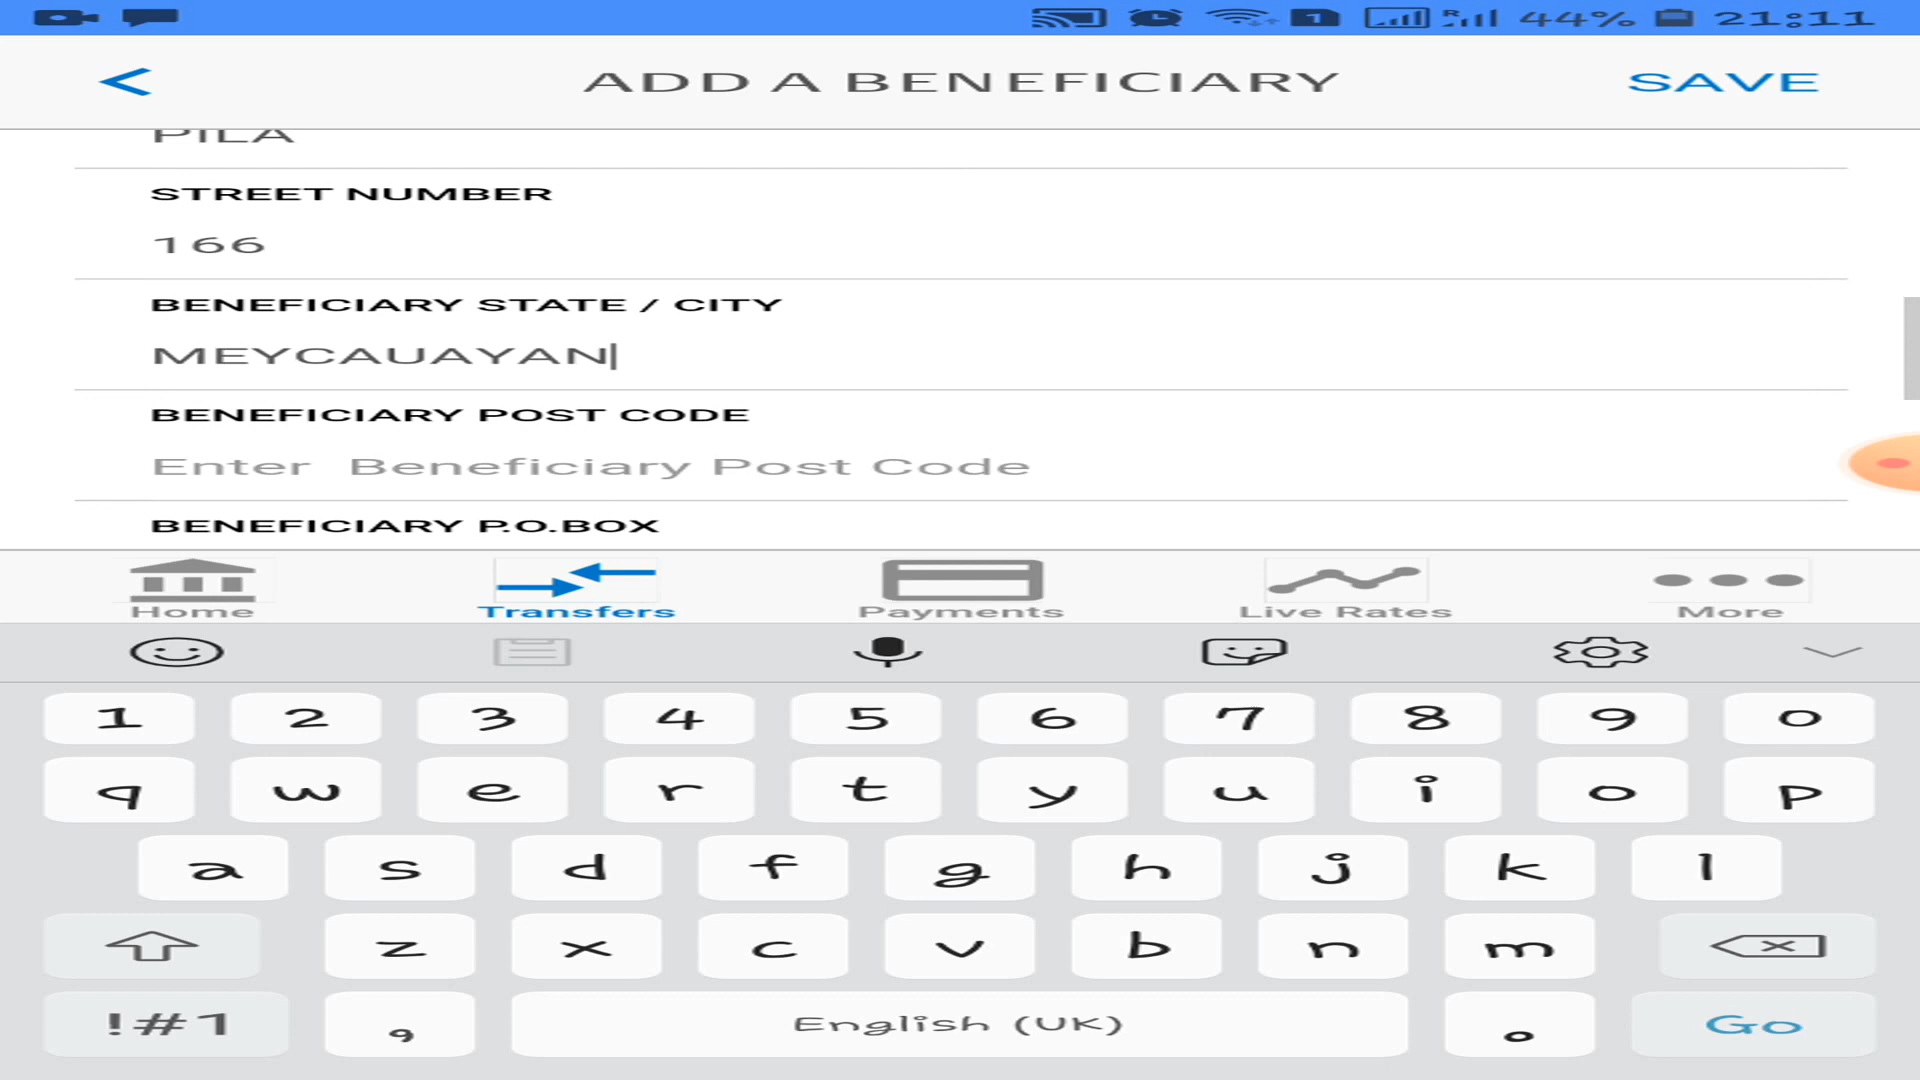 1 R 44% 21:11
< ADD A BENEFICIARY SAVE
PILA
STREET NUMBER
166
BENEFICIARY STATE / CITY
MEYCAUAYAN
BENEFICIARY POST CODE
Enter Beneficiary Post Code
BENEFICIARY P.O.BOX
Home Transfers Payments Live Rates More
1 2 3 4 5 6 7 8 9 0
q w e r t y u i o p
a s d f g h j k l
z x c v b n m
!#1 , English (UK) . Go